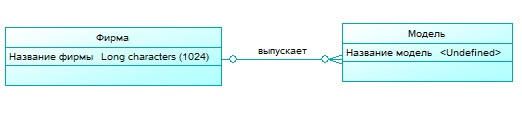 Фирма
Название фирмы Long characters (1024)
выпускает
Модель
Название модель <Undefined>